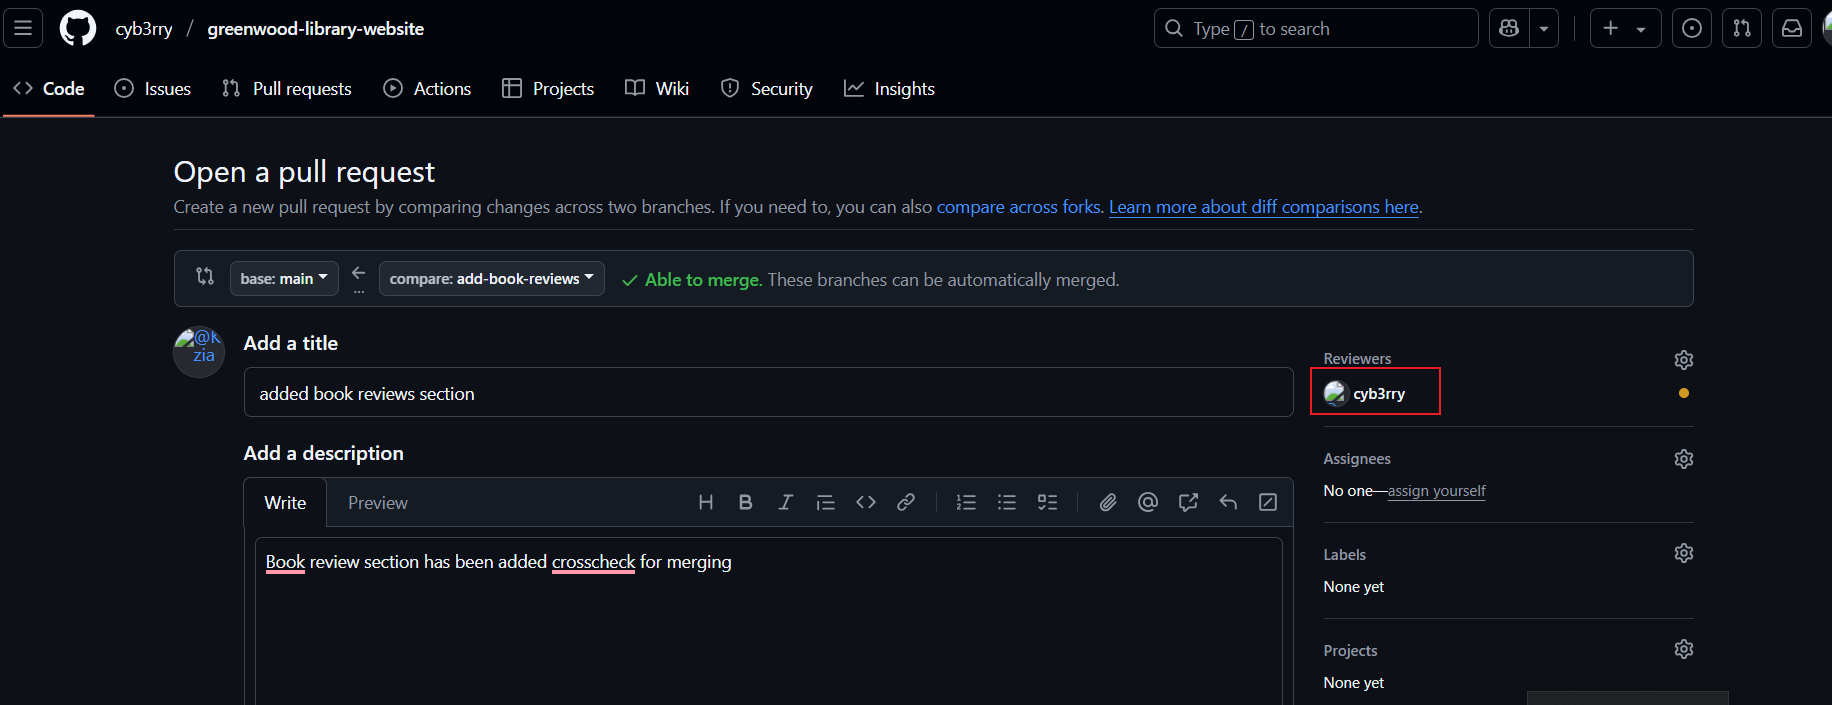 cyb3rry / greenwood-library-website
Type / to search
Code Issues Pull requests Actions Projects Wiki Security Insights
Open a pull request
Create a new pull request by comparing changes across two branches. If you need to, you can also compare across forks. Learn more about diff comparisons here.
base: main
...
compare: add-book-reviews
Able to merge. These branches can be automatically merged.
@k
zia
Add a title
added book reviews section
Add a description
Write Preview
Book review section has been added crosscheck for merging
Reviewers
cyb3rry
Assignees
No one—assign yourself
Labels
None yet
Projects
None yet